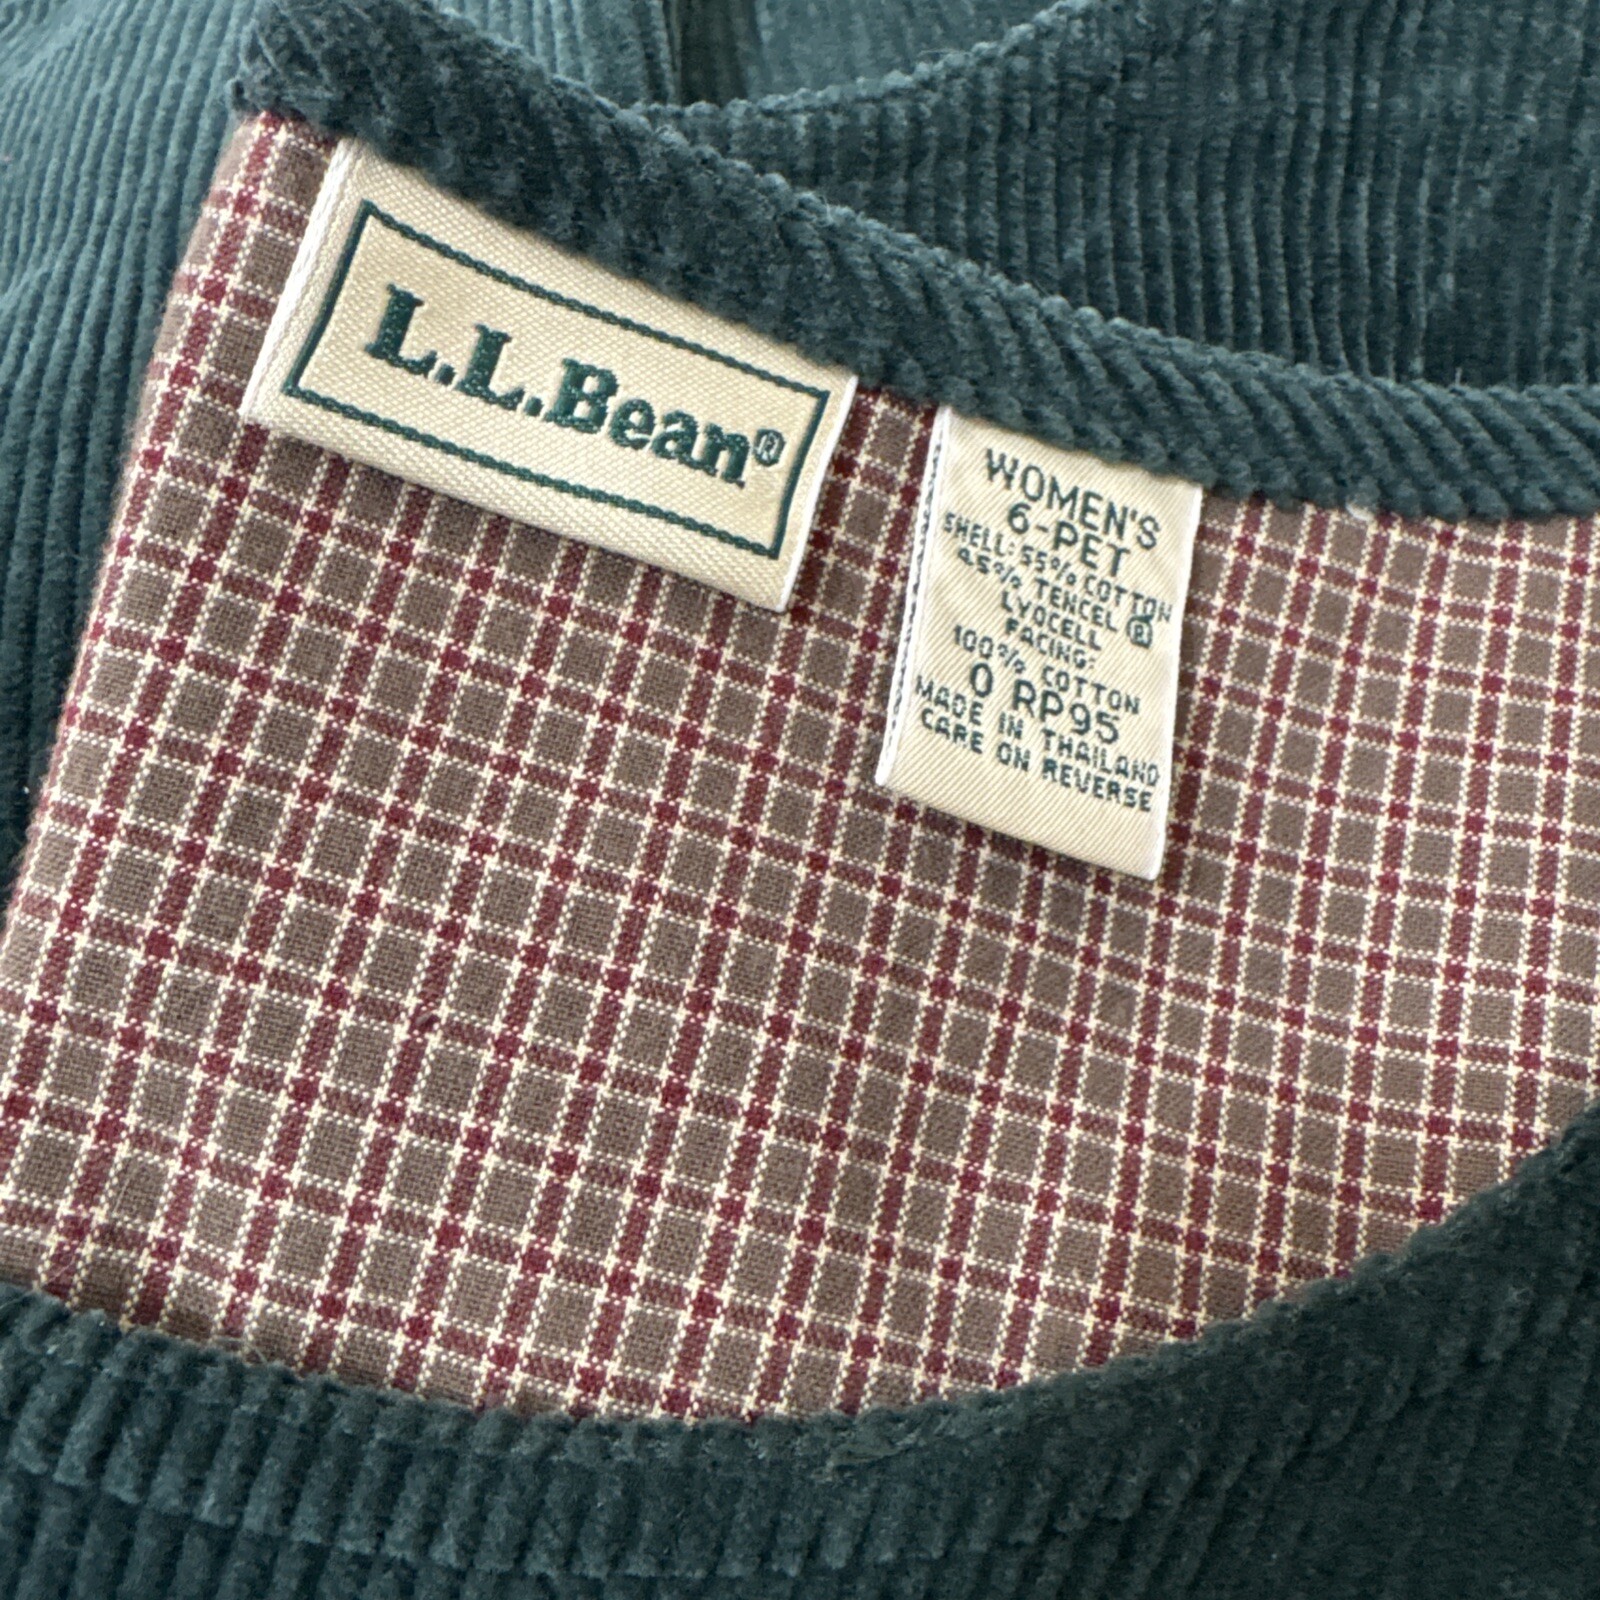 L.L.Bean®
WOMEN'S
6-PET
SHELL: 55% COTTON
45% TENCEL ®
LYOCELL
FACING:
100% COTTON
0 RP95
MADE IN THAILAND
CARE ON REVERSE